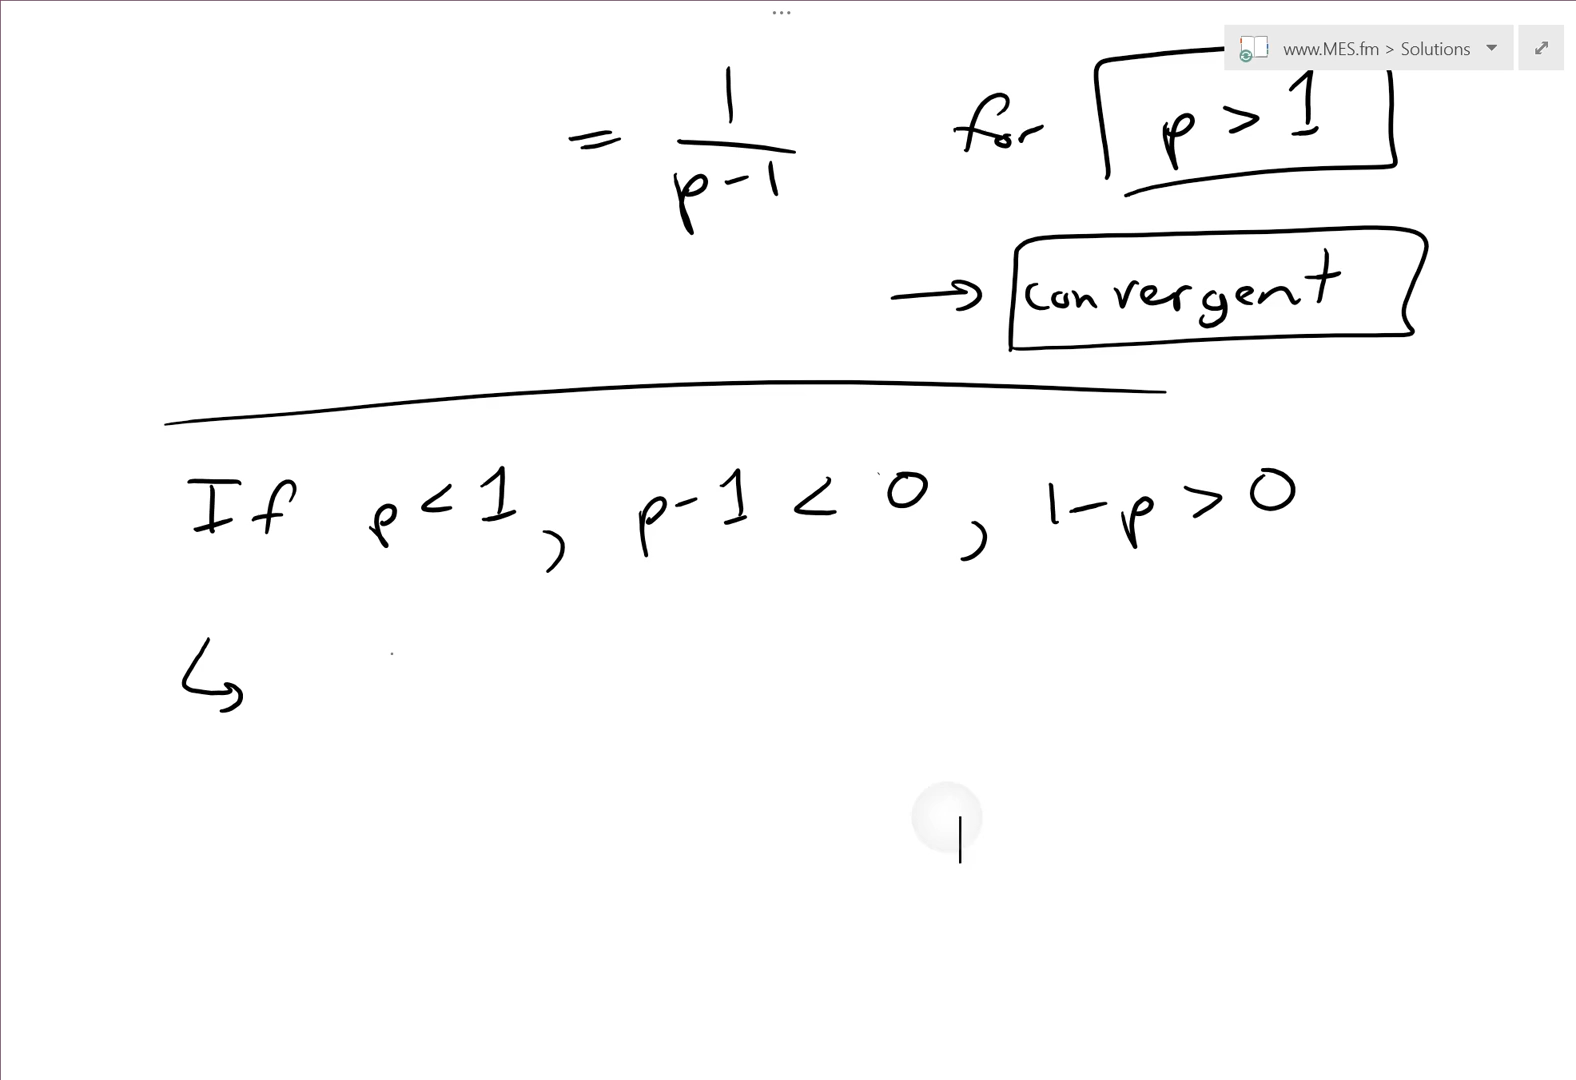 www.MES.fm > Solutions
= 1/(p-1) for p > 1
→ convergent
If p < 1, p-1 < 0, 1-p > 0